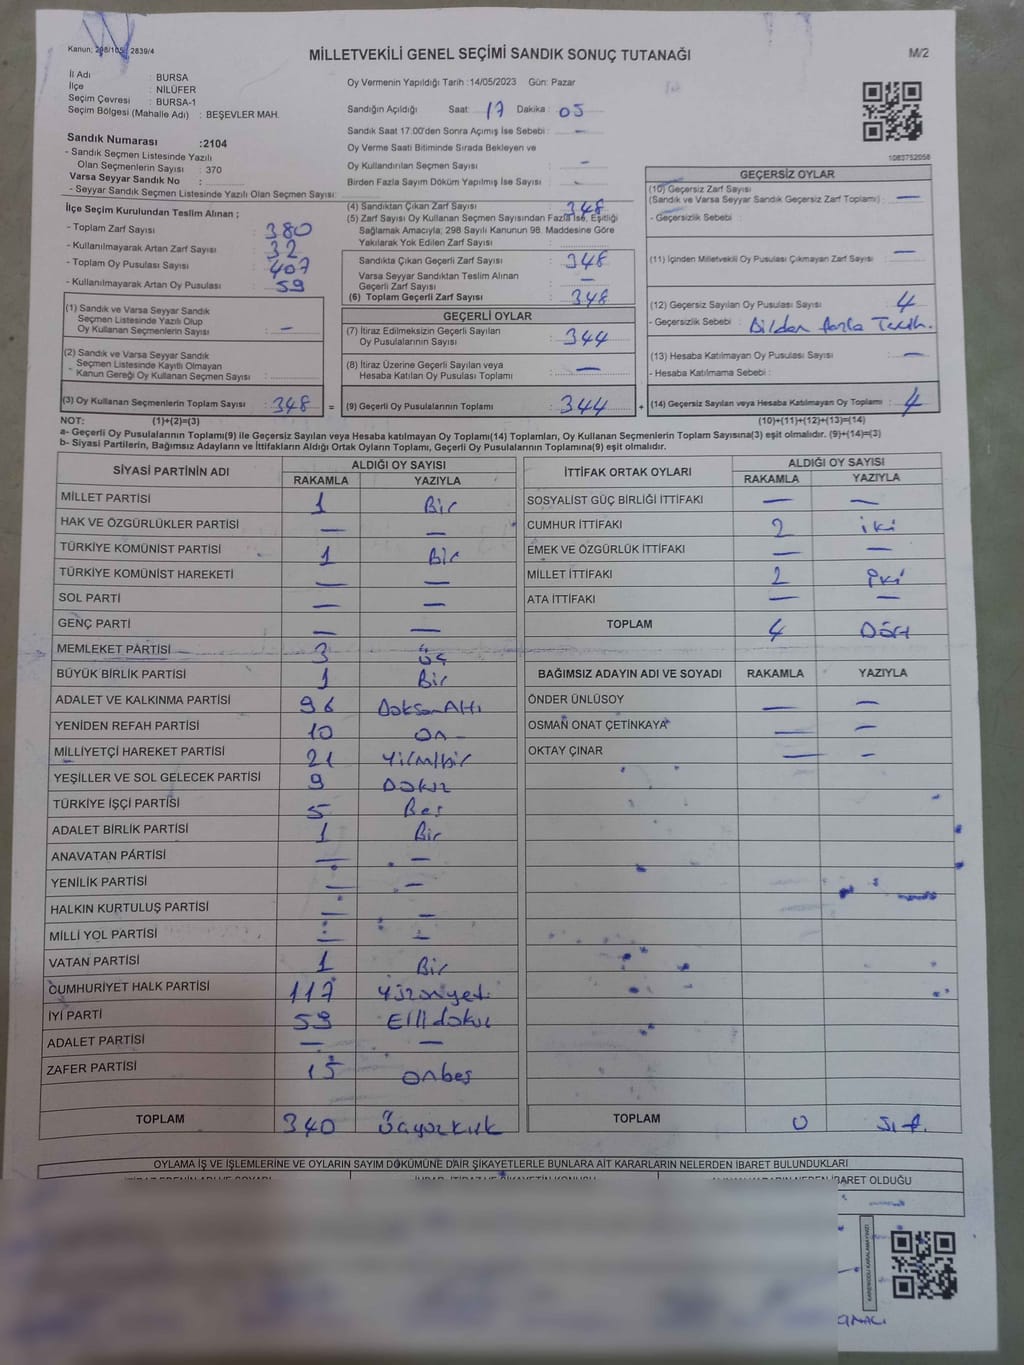 Kanun; 298/105, 2839/4
MİLLETVEKİLİ GENEL SEÇİMİ SANDIK SONUÇ TUTANAĞI
M/2
İl Adı : BURSA
İlçe : NİLÜFER
Seçim Çevresi : BURSA-1
Seçim Bölgesi (Mahalle Adı) : BEŞEVLER MAH.
Oy Vermenin Yapıldığı Tarih :14/05/2023 Gün: Pazar
Sandığın Açıldığı Saat: 17 Dakika : 05
Sandık Saat 17.00'den Sonra Açımış İse Sebebi : —
Oy Verme Saati Bitiminde Sırada Bekleyen ve
Oy Kullandırılan Seçmen Sayısı : —
Birden Fazla Sayım Döküm Yapılmış İse Sayısı : -
1083752058
Sandık Numarası :2104
- Sandık Seçmen Listesinde Yazılı
Olan Seçmenlerin Sayısı : 370
Varsa Seyyar Sandık No :
- Seyyar Sandık Seçmen Listesinde Yazılı Olan Seçmen Sayısı:
İlçe Seçim Kurulundan Teslim Alınan ;
- Toplam Zarf Sayısı : 380
- Kullanılmayarak Artan Zarf Sayısı : 32
- Toplam Oy Pusulası Sayısı : 407
- Kullanılmayarak Artan Oy Pusulası : 59
(4) Sandıktan Çıkan Zarf Sayısı : 348
(5) Zarf Sayısı Oy Kullanan Seçmen Sayısından Fazla İse, Eşitliği
Sağlamak Amacıyla; 298 Sayılı Kanunun 98. Maddesine Göre
Yakılarak Yok Edilen Zarf Sayısı :
Sandıkta Çıkan Geçerli Zarf Sayısı : 348
Varsa Seyyar Sandıktan Teslim Alınan
Geçerli Zarf Sayısı : —
(6) Toplam Geçerli Zarf Sayısı : 348
GEÇERSİZ OYLAR
(10) Geçersiz Zarf Sayısı
(Sandık ve Varsa Seyyar Sandık Geçersiz Zarf Toplamı) : —
- Geçersizlik Sebebi :
(11) İçinden Milletvekili Oy Pusulası Çıkmayan Zarf Sayısı : —
(12) Geçersiz Sayılan Oy Pusulası Sayısı : 4
- Geçersizlik Sebebi : Birden fazla Tercih.
(13) Hesaba Katılmayan Oy Pusulası Sayısı : —
- Hesaba Katılmama Sebebi :
(1) Sandık ve Varsa Seyyar Sandık
Seçmen Listesinde Yazılı Olup
Oy Kullanan Seçmenlerin Sayısı : —
(2) Sandık ve Varsa Seyyar Sandık
Seçmen Listesinde Kayıtlı Olmayan
Kanun Gereği Oy Kullanan Seçmen Sayısı :
GEÇERLİ OYLAR
(7) İtiraz Edilmeksizin Geçerli Sayılan
Oy Pusulalarının Sayısı : 344
(8) İtiraz Üzerine Geçerli Sayılan veya
Hesaba Katılan Oy Pusulası Toplamı : —
(3) Oy Kullanan Seçmenlerin Toplam Sayısı : 348 = (9) Geçerli Oy Pusulalarının Toplamı : 344 + (14) Geçersiz Sayılan veya Hesaba Katılmayan Oy Toplamı : 4
NOT: (1)+(2)=(3) (10)+(11)+(12)+(13)=(14)
a- Geçerli Oy Pusulalarının Toplamı(9) ile Geçersiz Sayılan veya Hesaba katılmayan Oy Toplamı(14) Toplamları, Oy Kullanan Seçmenlerin Toplam Sayısına(3) eşit olmalıdır. (9)+(14)=(3)
b- Siyasi Partilerin, Bağımsız Adayların ve İttifakların Aldığı Ortak Oyların Toplamı, Geçerli Oy Pusulalarının Toplamına(9) eşit olmalıdır.
SİYASİ PARTİNİN ADI ALDIĞI OY SAYISI
RAKAMLA YAZIYLA
MİLLET PARTİSİ 1 Bir
HAK VE ÖZGÜRLÜKLER PARTİSİ — —
TÜRKİYE KOMÜNİST PARTİSİ 1 Bir
TÜRKİYE KOMÜNİST HAREKETİ — —
SOL PARTİ — —
GENÇ PARTİ — —
MEMLEKET PARTİSİ 3 üç
BÜYÜK BİRLİK PARTİSİ 1 Bir
ADALET VE KALKINMA PARTİSİ 96 Doksan Altı
YENİDEN REFAH PARTİSİ 10 On
MİLLİYETÇİ HAREKET PARTİSİ 21 Yirmibir
YEŞİLLER VE SOL GELECEK PARTİSİ 9 Dokuz
TÜRKİYE İŞÇİ PARTİSİ 5 Beş
ADALET BİRLİK PARTİSİ 1 Bir
ANAVATAN PARTİSİ — —
YENİLİK PARTİSİ — —
HALKIN KURTULUŞ PARTİSİ — —
MİLLİ YOL PARTİSİ — —
VATAN PARTİSİ 1 Bir
CUMHURİYET HALK PARTİSİ 117 Yüzonyedi
İYİ PARTİ 59 Ellidokuz
ADALET PARTİSİ — —
ZAFER PARTİSİ 15 onbeş
TOPLAM 340 Üçyüzkırk
İTTİFAK ORTAK OYLARI ALDIĞI OY SAYISI
RAKAMLA YAZIYLA
SOSYALİST GÜÇ BİRLİĞİ İTTİFAKI — —
CUMHUR İTTİFAKI 2 iki
EMEK VE ÖZGÜRLÜK İTTİFAKI — —
MİLLET İTTİFAKI 2 iki
ATA İTTİFAKI — —
TOPLAM 4 Dört
BAĞIMSIZ ADAYIN ADI VE SOYADI RAKAMLA YAZIYLA
ÖNDER ÜNLÜSOY — —
OSMAN ONAT ÇETİNKAYA — —
OKTAY ÇINAR — —
TOPLAM 0 Sıfır
OYLAMA İŞ VE İŞLEMLERİNE VE OYLARIN SAYIM DÖKÜMÜNE DAİR ŞİKAYETLERLE BUNLARA AİT KARARLARIN NELERDEN İBARET BULUNDUKLARI
İBARET OLDUĞU
KAREKODU KARALAMAYINIZ!